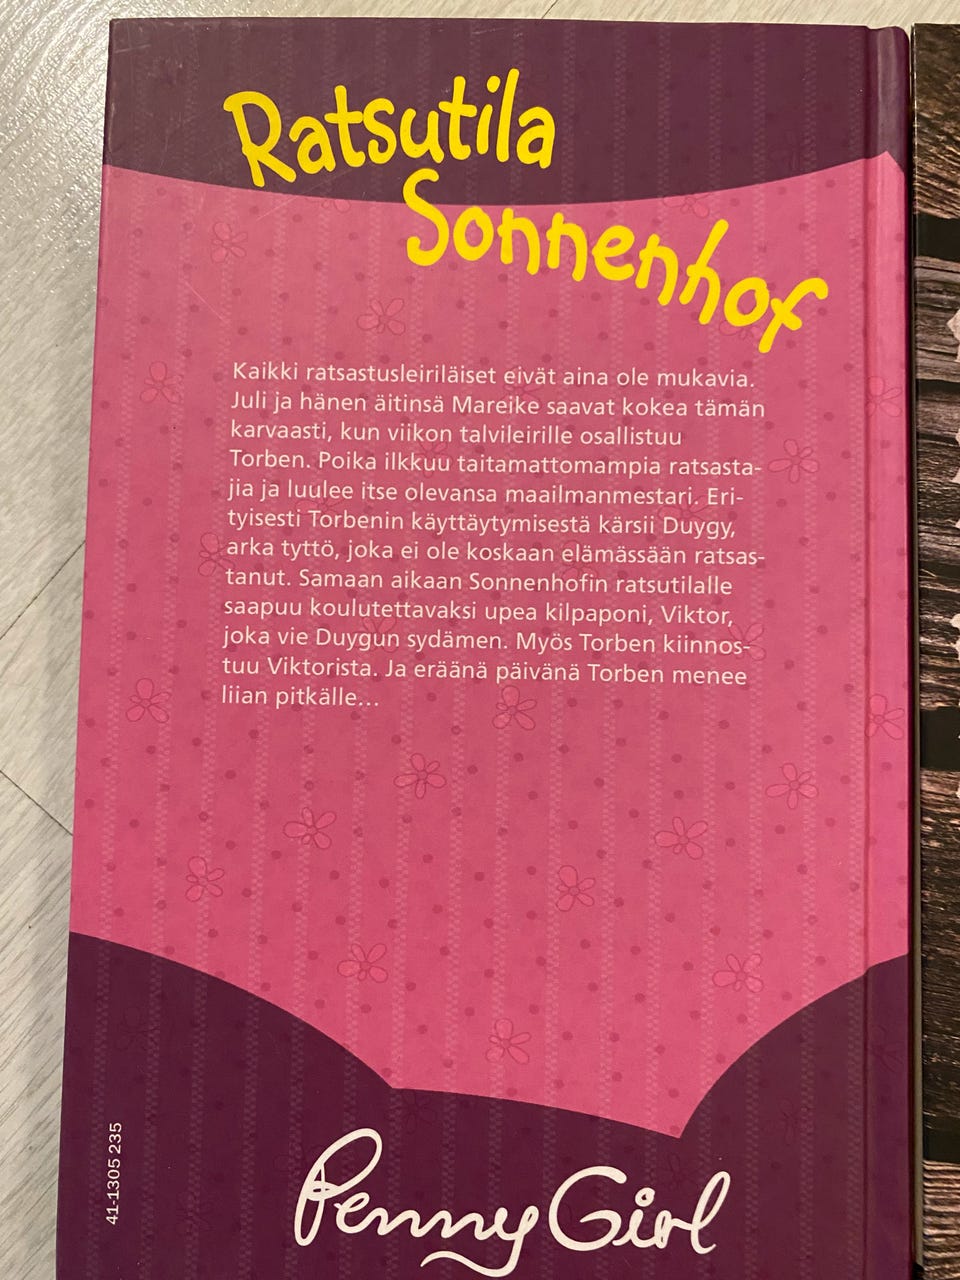 Ratsutila
Sonnenhof
Kaikki ratsastusleiriläiset eivät aina ole mukavia.
Juli ja hänen äitinsä Mareike saavat kokea tämän
karvaasti, kun viikon talvileirille osallistuu
Torben. Poika ilkkuu taitamattomampia ratsasta-
jia ja luulee itse olevansa maailmanmestari. Eri-
tyisesti Torbenin käyttäytymisestä kärsii Duygy,
arka tyttö, joka ei ole koskaan elämässään ratsas-
tanut. Samaan aikaan Sonnenhofin ratsutilalle
saapuu koulutettavaksi upea kilpaponi, Viktor,
joka vie Duygun sydämen. Myös Torben kiinnos-
tuu Viktorista. Ja eräänä päivänä Torben menee
liian pitkälle...
41-1305 235
Penny Girl